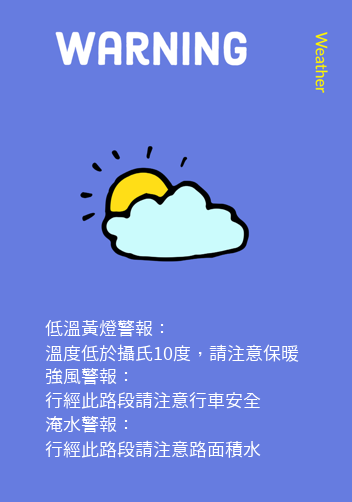 WARNING
Weather
低溫黃燈警報：
溫度低於攝氏10度，請注意保暖
強風警報：
行經此路段請注意行車安全
淹水警報：
行經此路段請注意路面積水